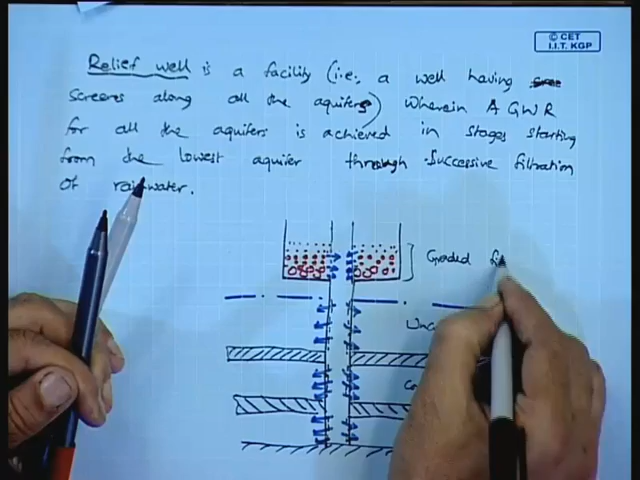 © CET
I.I.T. KGP
Relief well is a facility (i.e., a well having
screens along all the aquifers) wherein AGWR
for all the aquifers is achieved in stages starting
from the lowest aquifer through successive filtration
of rainwater.
Graded